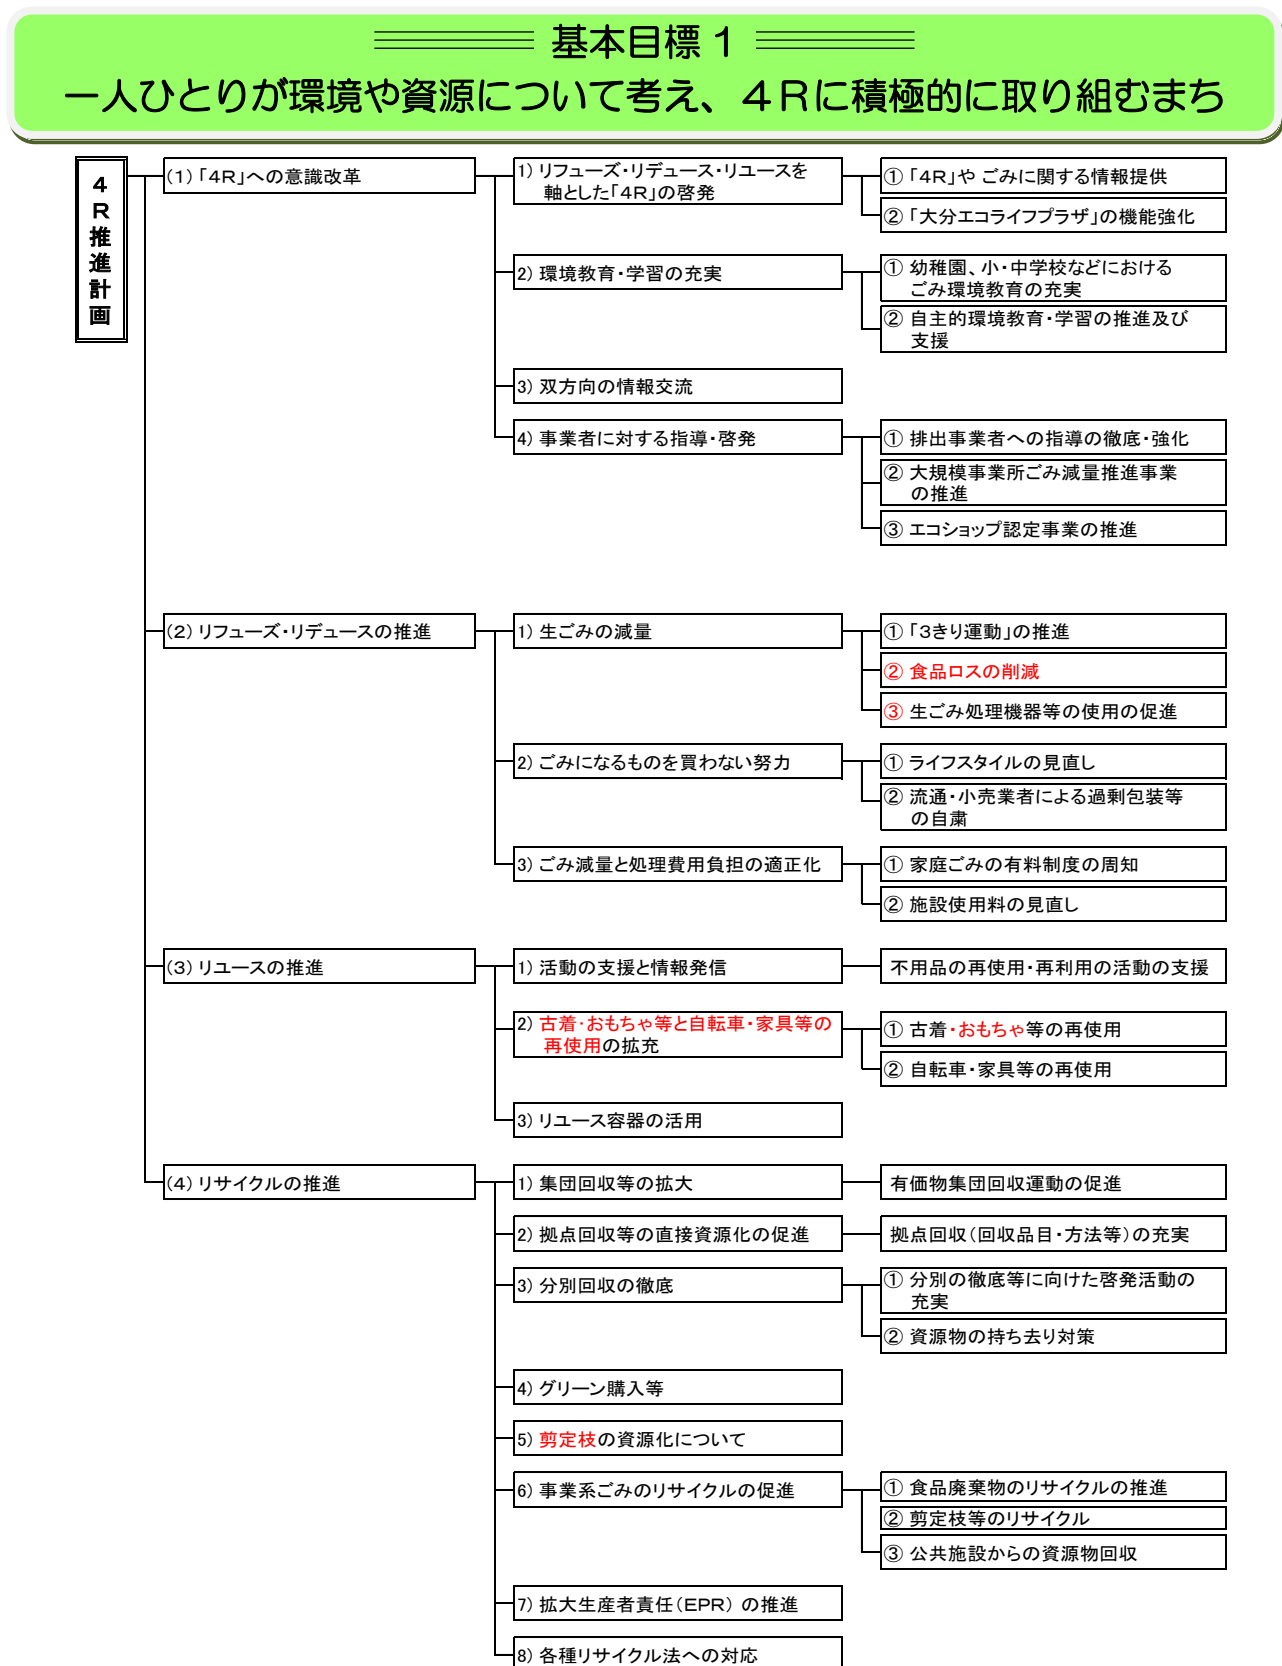 基本目標１
一人ひとりが環境や資源について考え、４Ｒに積極的に取り組むまち
４Ｒ推進計画
(1)「4R」への意識改革
1) リフューズ・リデュース・リユースを
軸とした「4R」の啓発
①「4R」や ごみに関する情報提供
②「大分エコライフプラザ」の機能強化
2) 環境教育・学習の充実
① 幼稚園、小・中学校などにおける
ごみ環境教育の充実
② 自主的環境教育・学習の推進及び
支援
3) 双方向の情報交流
4) 事業者に対する指導・啓発
① 排出事業者への指導の徹底・強化
② 大規模事業所ごみ減量推進事業
の推進
③ エコショップ認定事業の推進
(2) リフューズ・リデュースの推進
1) 生ごみの減量
①「3きり運動」の推進
② 食品ロスの削減
③ 生ごみ処理機器等の使用の促進
2) ごみになるものを買わない努力
① ライフスタイルの見直し
② 流通・小売業者による過剰包装等
の自粛
3) ごみ減量と処理費用負担の適正化
① 家庭ごみの有料制度の周知
② 施設使用料の見直し
(3) リユースの推進
1) 活動の支援と情報発信
不用品の再使用・再利用の活動の支援
2) 古着・おもちゃ等と自転車・家具等の
再使用の拡充
① 古着・おもちゃ等の再使用
② 自転車・家具等の再使用
3) リユース容器の活用
(4) リサイクルの推進
1) 集団回収等の拡大
有価物集団回収運動の促進
2) 拠点回収等の直接資源化の促進
拠点回収(回収品目・方法等)の充実
3) 分別回収の徹底
① 分別の徹底等に向けた啓発活動の
充実
② 資源物の持ち去り対策
4) グリーン購入等
5) 剪定枝の資源化について
6) 事業系ごみのリサイクルの促進
① 食品廃棄物のリサイクルの推進
② 剪定枝等のリサイクル
③ 公共施設からの資源物回収
7) 拡大生産者責任(EPR) の推進
8) 各種リサイクル法への対応